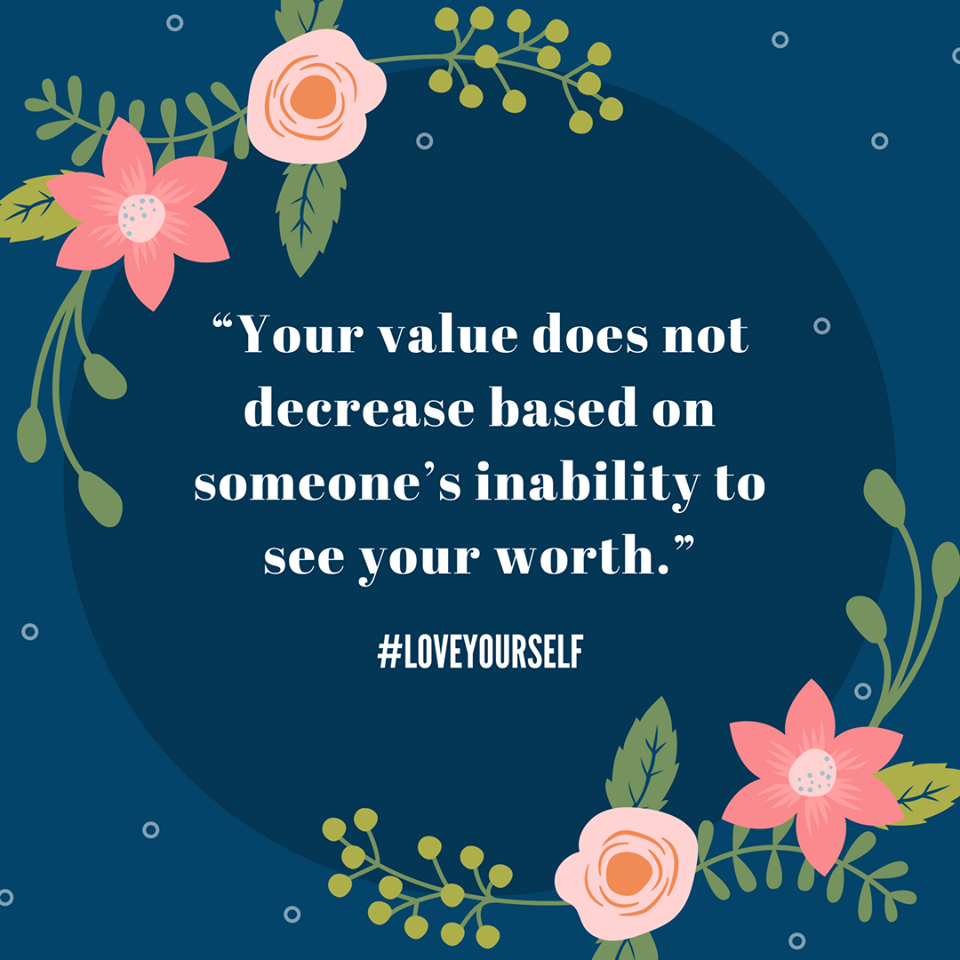 “Your value does not
decrease based on
someone’s inability to
see your worth.”
#LOVEYOURSELF